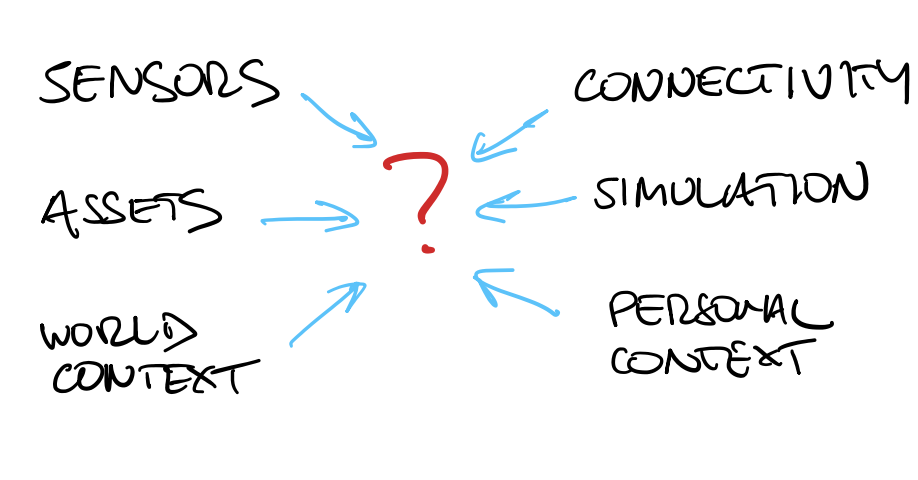 SENSORS
CONNECTIVITY
?
ASSETS
SIMULATION
WORLD
CONTEXT
PERSONAL
CONTEXT